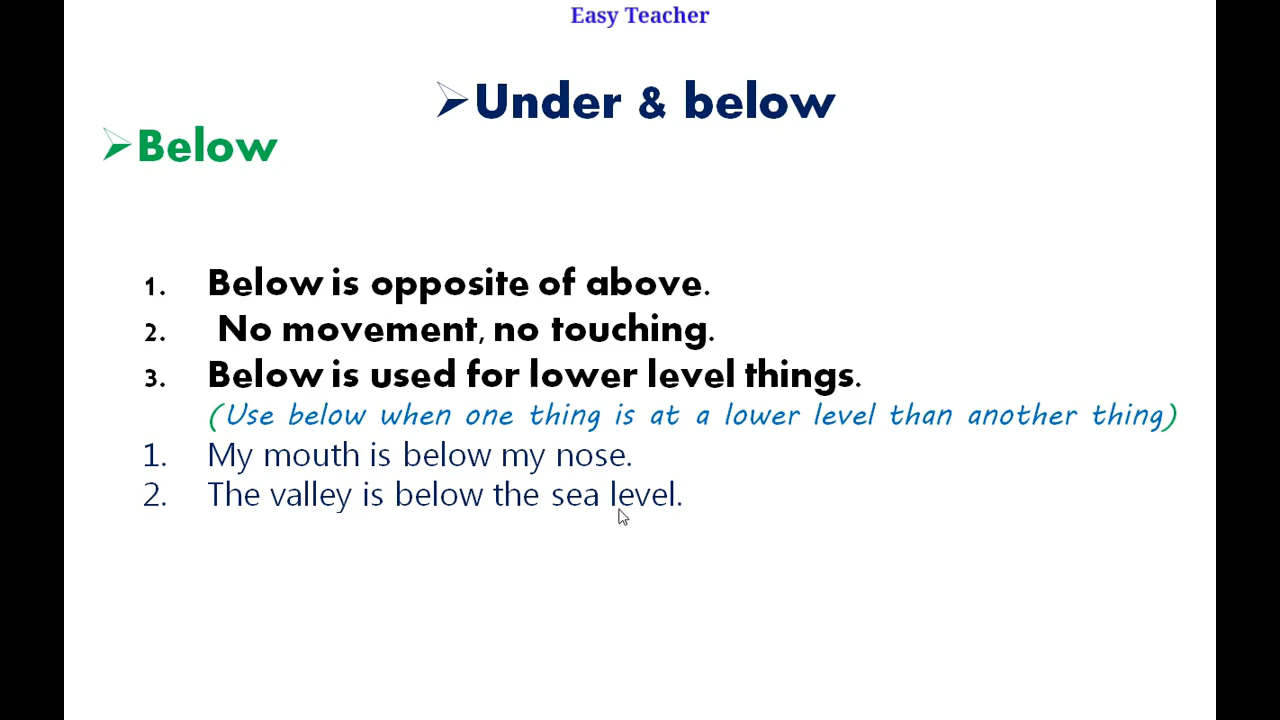 Easy Teacher
➢Under & below
➢Below
1. Below is opposite of above.
2. No movement, no touching.
3. Below is used for lower level things.
(Use below when one thing is at a lower level than another thing)
1. My mouth is below my nose.
2. The valley is below the sea level.